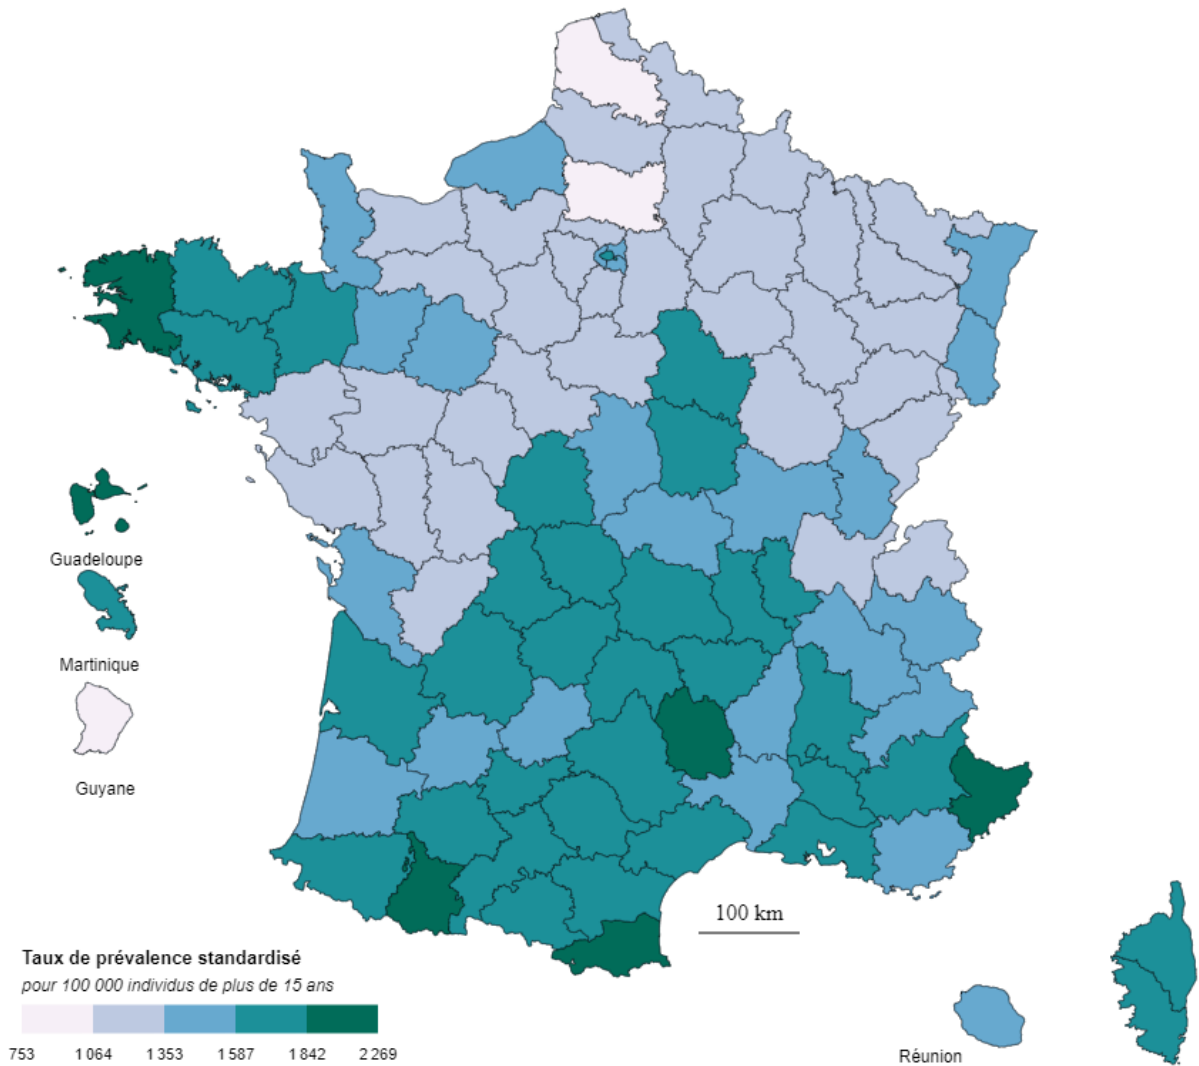 Guadeloupe
Martinique
Guyane
100 km
Taux de prévalence standardisé
pour 100 000 individus de plus de 15 ans
753 1 064 1 353 1 587 1 842 2 269
Réunion